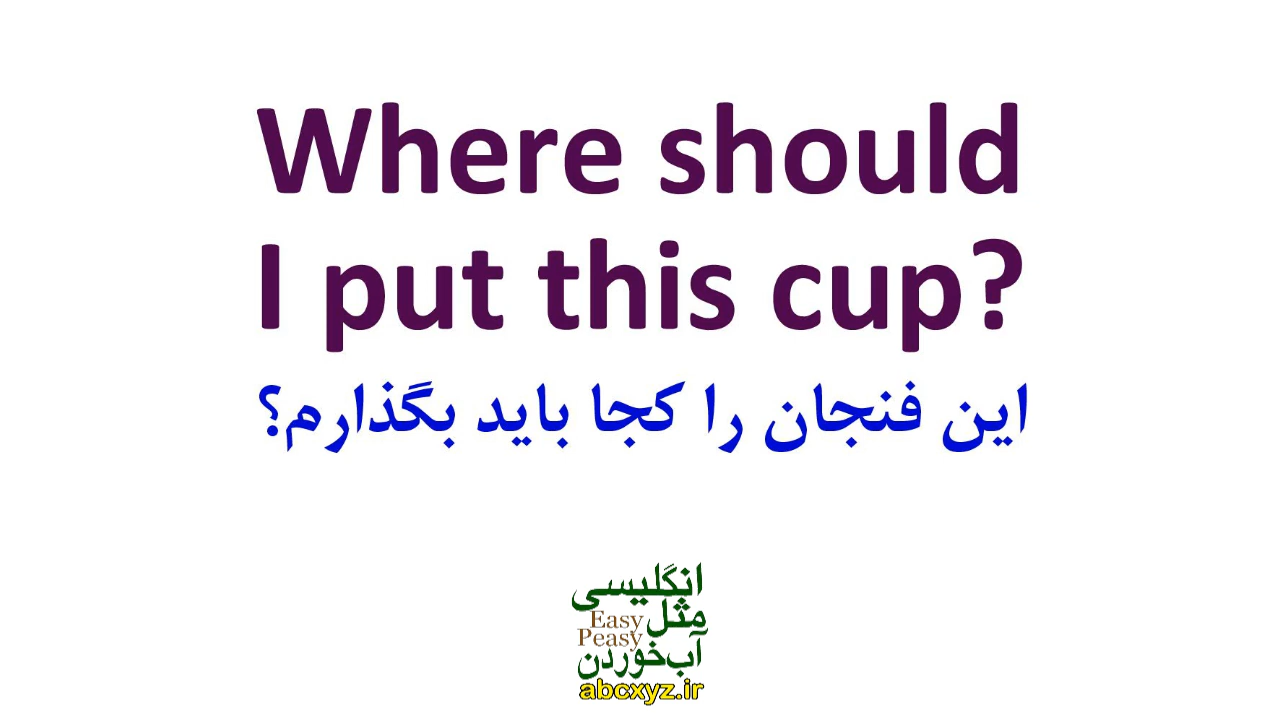 Where should
I put this cup?
این فنجان را کجا باید بگذارم؟
انگلیسی
مثل
Easy
Peasy
آب‌خوردن
abcxyz.ir